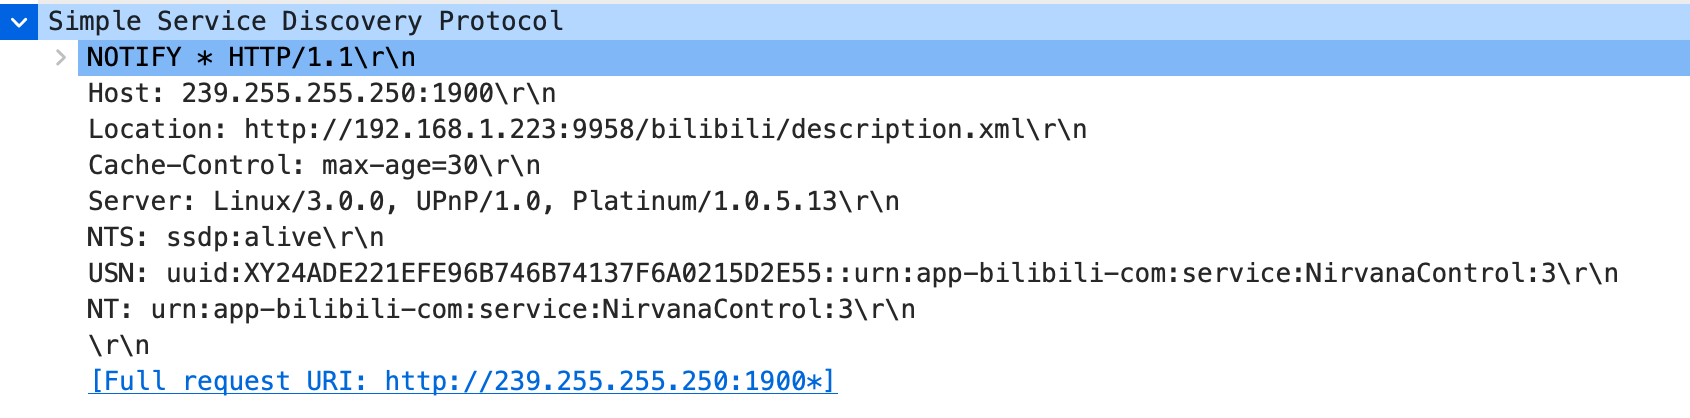 Simple Service Discovery Protocol
NOTIFY * HTTP/1.1\r\n
Host: 239.255.255.250:1900\r\n
Location: http://192.168.1.223:9958/bilibili/description.xml\r\n
Cache-Control: max-age=30\r\n
Server: Linux/3.0.0, UPnP/1.0, Platinum/1.0.5.13\r\n
NTS: ssdp:alive\r\n
USN: uuid:XY24ADE221EFE96B746B74137F6A0215D2E55::urn:app-bilibili-com:service:NirvanaControl:3\r\n
NT: urn:app-bilibili-com:service:NirvanaControl:3\r\n
\r\n
[Full request URI: http://239.255.255.250:1900*]